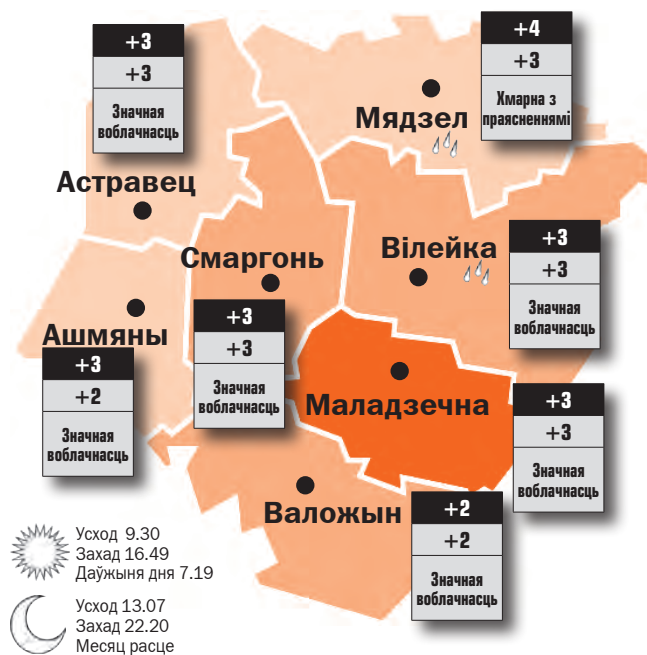 +3
+3
Значная
воблачнасць
Астравец
+4
+3
Хмарна з
праясненнямі
Мядзел
Смаргонь
+3
+3
Значная
воблачнасць
Вілейка
+3
+3
Значная
воблачнасць
Ашмяны
+3
+2
Значная
воблачнасць
Маладзечна
+3
+3
Значная
воблачнасць
Валожын
+2
+2
Значная
воблачнасць
Усход 9.30
Захад 16.49
Даўжыня дня 7.19
Усход 13.07
Захад 22.20
Месяц расце